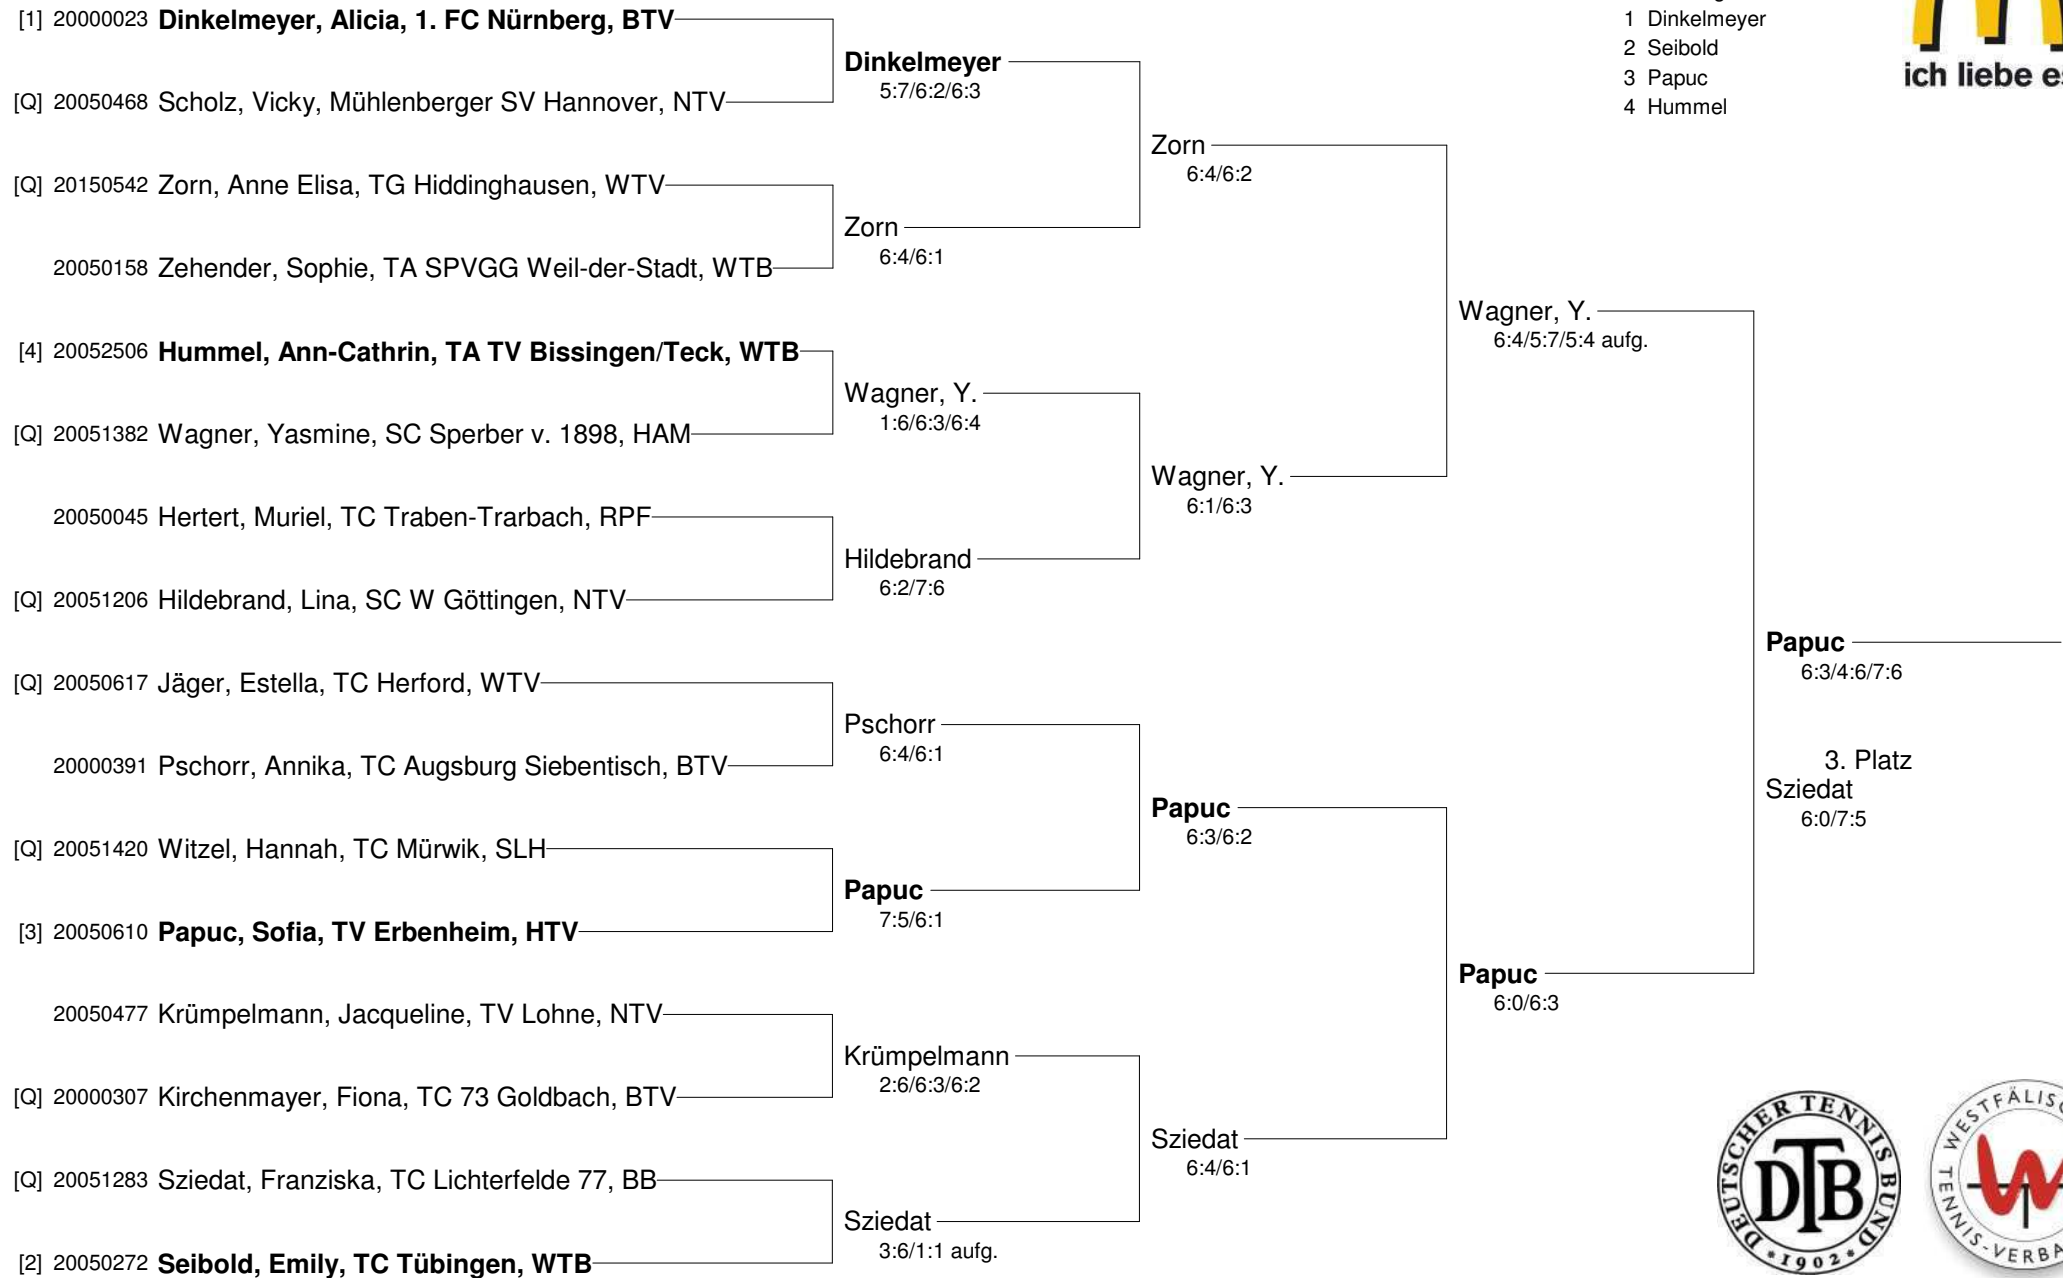 [1] 20000023 Dinkelmeyer, Alicia, 1. FC Nürnberg, BTV
[Q] 20050468 Scholz, Vicky, Mühlenberger SV Hannover, NTV
[Q] 20150542 Zorn, Anne Elisa, TG Hiddinghausen, WTV
20050158 Zehender, Sophie, TA SPVGG Weil-der-Stadt, WTB
[4] 20052506 Hummel, Ann-Cathrin, TA TV Bissingen/Teck, WTB
[Q] 20051382 Wagner, Yasmine, SC Sperber v. 1898, HAM
20050045 Hertert, Muriel, TC Traben-Trarbach, RPF
[Q] 20051206 Hildebrand, Lina, SC W Göttingen, NTV
[Q] 20050617 Jäger, Estella, TC Herford, WTV
20000391 Pschorr, Annika, TC Augsburg Siebentisch, BTV
[Q] 20051420 Witzel, Hannah, TC Mürwik, SLH
[3] 20050610 Papuc, Sofia, TV Erbenheim, HTV
20050477 Krümpelmann, Jacqueline, TV Lohne, NTV
[Q] 20000307 Kirchenmayer, Fiona, TC 73 Goldbach, BTV
[Q] 20051283 Sziedat, Franziska, TC Lichterfelde 77, BB
[2] 20050272 Seibold, Emily, TC Tübingen, WTB
Dinkelmeyer
5:7/6:2/6:3
Zorn
6:4/6:1
Wagner, Y.
1:6/6:3/6:4
Hildebrand
6:2/7:6
Pschorr
6:4/6:1
Papuc
7:5/6:1
Krümpelmann
2:6/6:3/6:2
Sziedat
3:6/1:1 aufg.
Zorn
6:4/6:2
Wagner, Y.
6:1/6:3
Papuc
6:3/6:2
Sziedat
6:4/6:1
Wagner, Y.
6:4/5:7/5:4 aufg.
Papuc
6:0/6:3
Papuc
6:3/4:6/7:6
3. Platz
Sziedat
6:0/7:5
1 Dinkelmeyer
2 Seibold
3 Papuc
4 Hummel
ich liebe es
DEUTSCHER TENNIS BUND
DTB
1902
WESTFÄLISC
TENNIS-VERBA